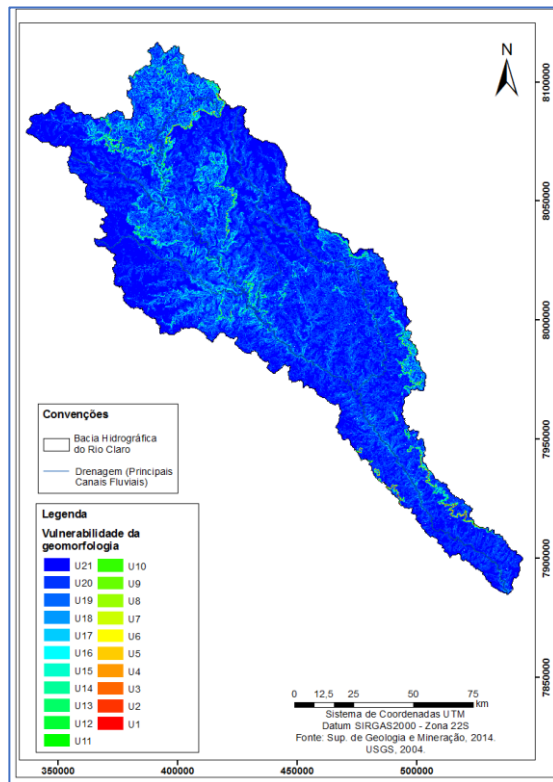 N
8100000
8050000
8000000
7950000
7900000
7850000
Convenções
Bacia Hidrográfica
do Rio Claro
Drenagem (Principais
Canais Fluviais)
Legenda
Vulnerabilidade da
geomorfologia
U21 U10
U20 U9
U19 U8
U18 U7
U17 U6
U16 U5
U15 U4
U14 U3
U13 U2
U12 U1
U11
0 12,5 25 50 75
km
Sistema de Coordenadas UTM
Datum SIRGAS2000 - Zona 22S
Fonte: Sup. de Geologia e Mineração, 2014.
USGS, 2004.
350000 400000 450000 500000